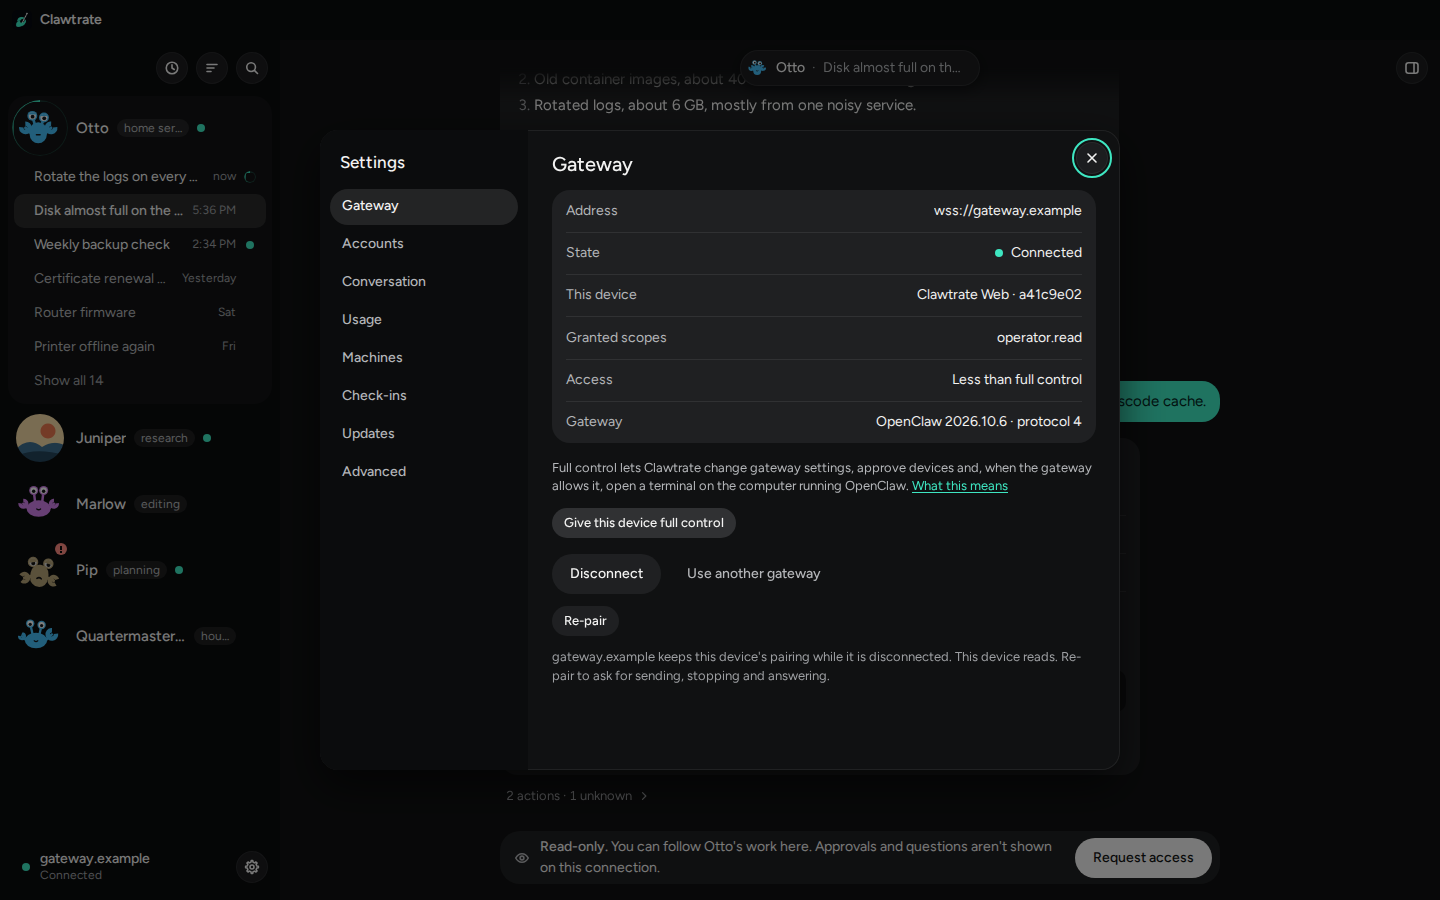 Clawtrate
Otto
home ser...
Rotate the logs on every ...
now
Disk almost full on the ...
5:36 PM
Weekly backup check
2:34 PM
Certificate renewal ...
Yesterday
Router firmware
Sat
Printer offline again
Fri
Show all 14
Juniper
research
Marlow
editing
Pip
planning
Quartermaster...
hou...
gateway.example
Connected
Otto · Disk almost full on th...
2. Old container images, about 40
3. Rotated logs, about 6 GB, mostly from one noisy service.
Settings
Gateway
Accounts
Conversation
Usage
Machines
Check-ins
Updates
Advanced
Gateway
Address
wss://gateway.example
State
Connected
This device
Clawtrate Web · a41c9e02
Granted scopes
operator.read
Access
Less than full control
Gateway
OpenClaw 2026.10.6 · protocol 4
Full control lets Clawtrate change gateway settings, approve devices and, when the gateway
allows it, open a terminal on the computer running OpenClaw. What this means
Give this device full control
Disconnect
Use another gateway
Re-pair
gateway.example keeps this device's pairing while it is disconnected. This device reads. Re-
pair to ask for sending, stopping and answering.
scode cache.
2 actions · 1 unknown
Read-only. You can follow Otto's work here. Approvals and questions aren't shown
on this connection.
Request access